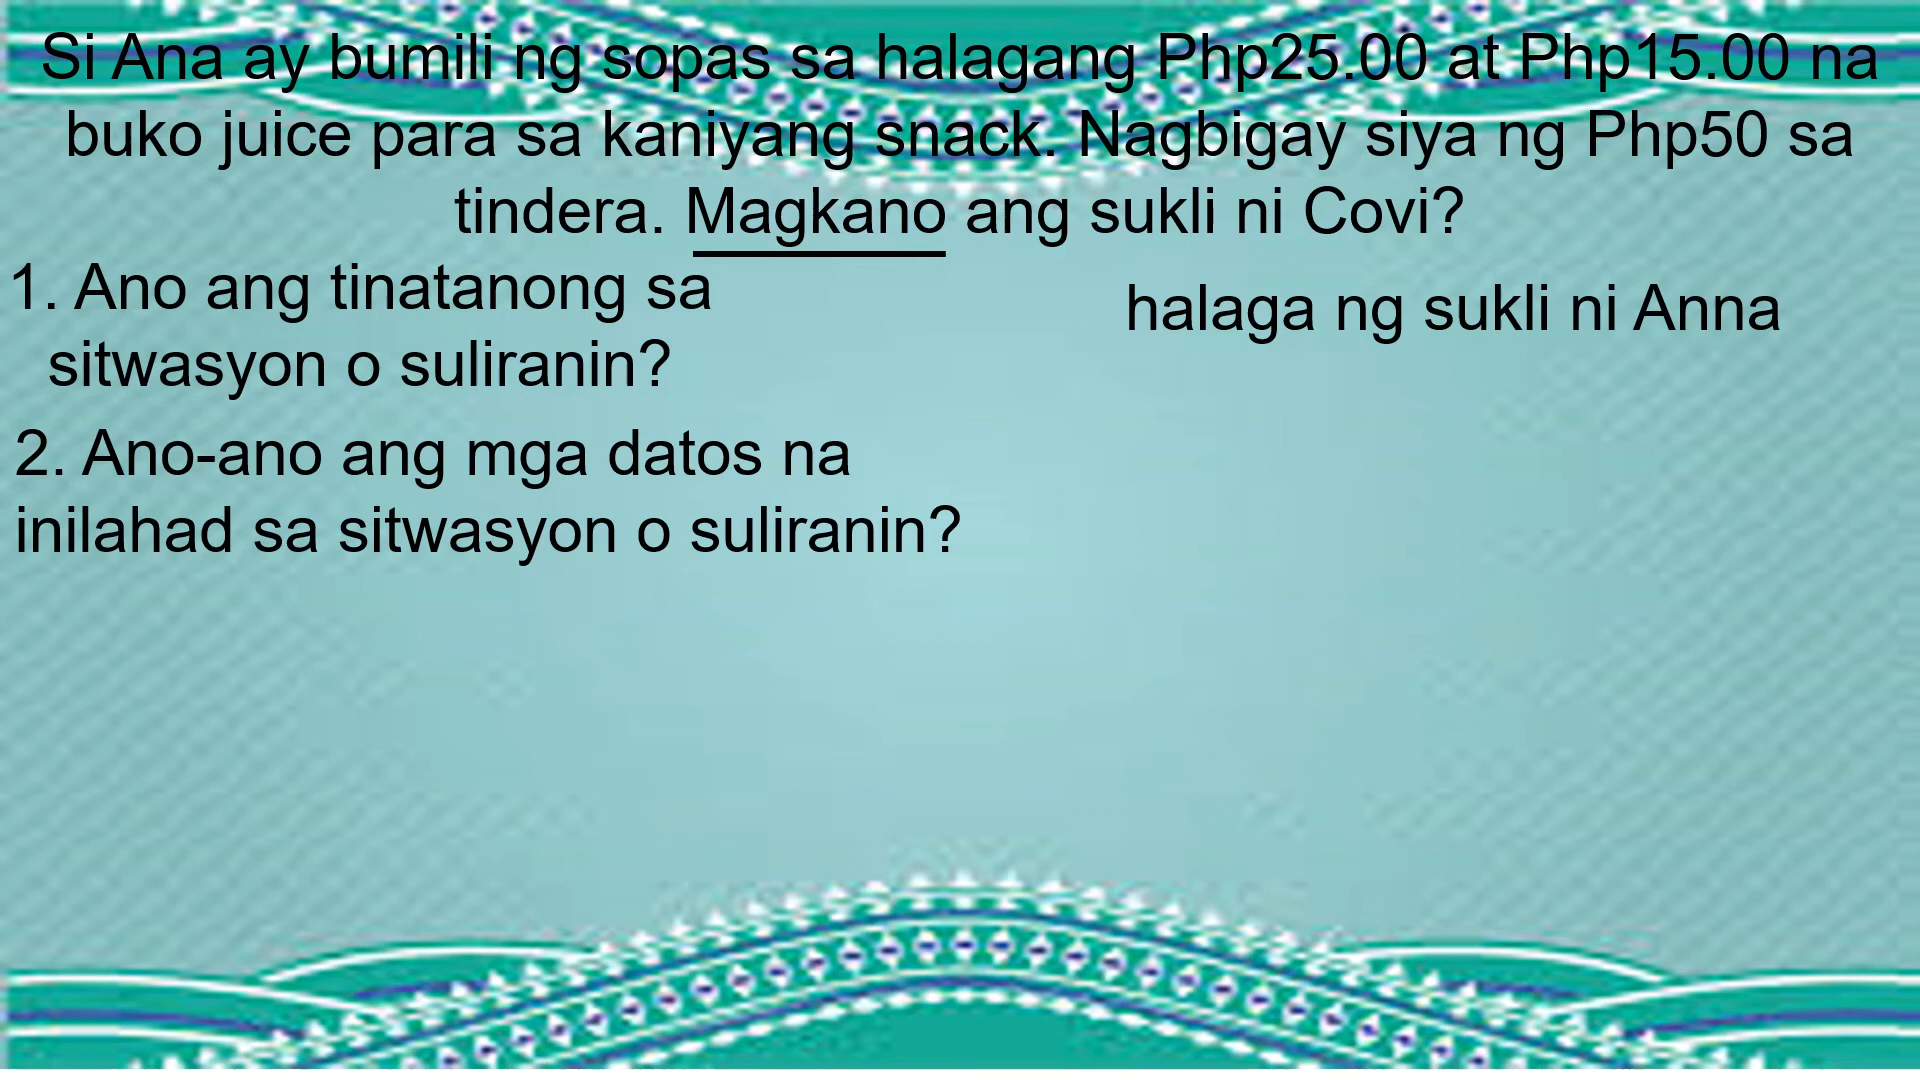 Si Ana ay bumili ng sopas sa halagang Php25.00 at Php15.00 na
buko juice para sa kaniyang snack. Nagbigay siya ng Php50 sa
tindera. Magkano ang sukli ni Covi?
1. Ano ang tinatanong sa
sitwasyon o suliranin?
halaga ng sukli ni Anna
2. Ano-ano ang mga datos na
inilahad sa sitwasyon o suliranin?